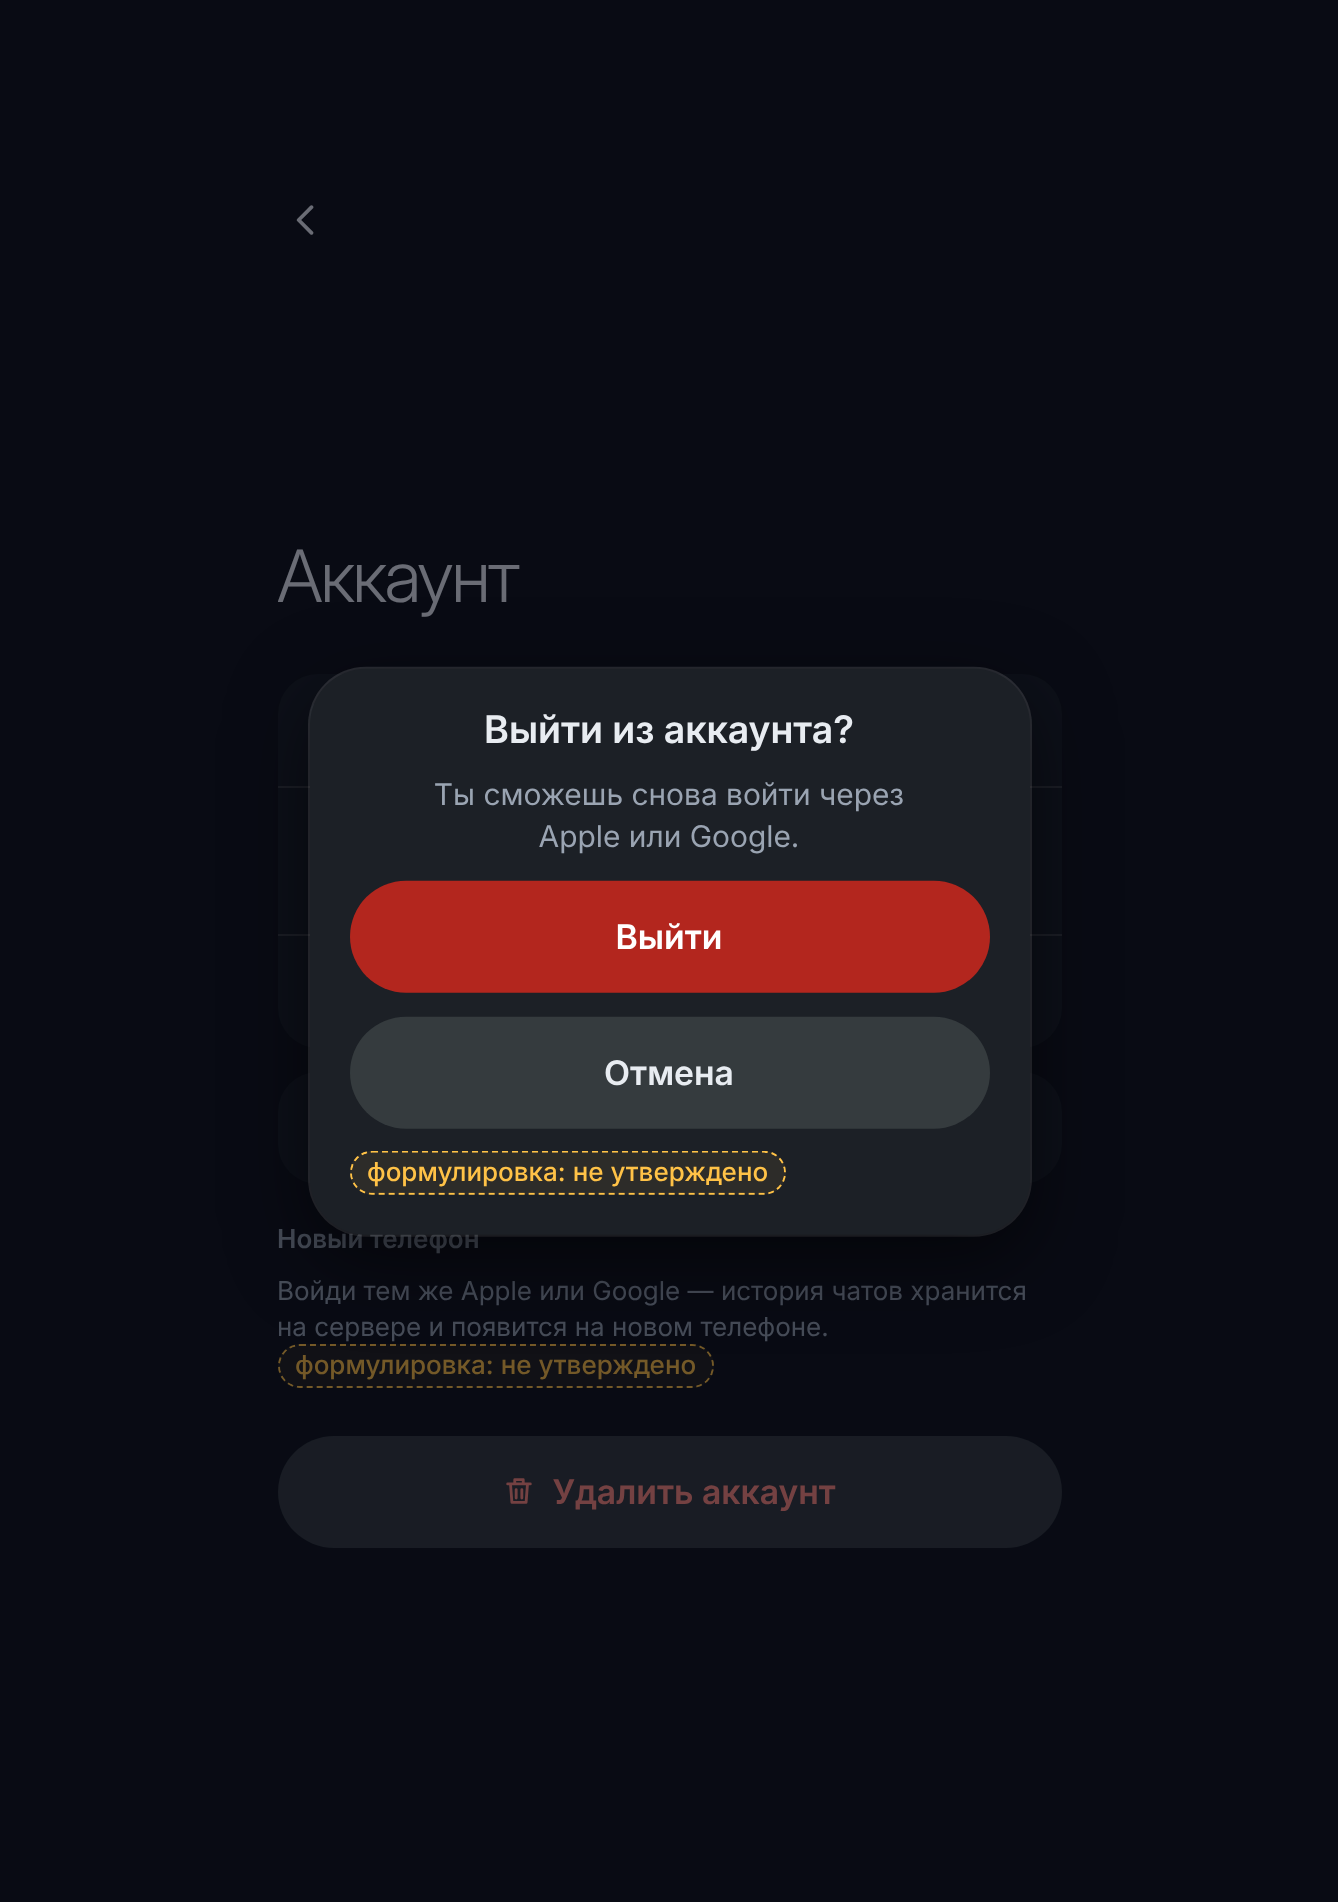 Аккаунт
Выйти из аккаунта?
Ты сможешь снова войти через
Apple или Google.
Выйти
Отмена
формулировка: не утверждено
Новый телефон
Войди тем же Apple или Google — история чатов хранится
на сервере и появится на новом телефоне.
формулировка: не утверждено
Удалить аккаунт